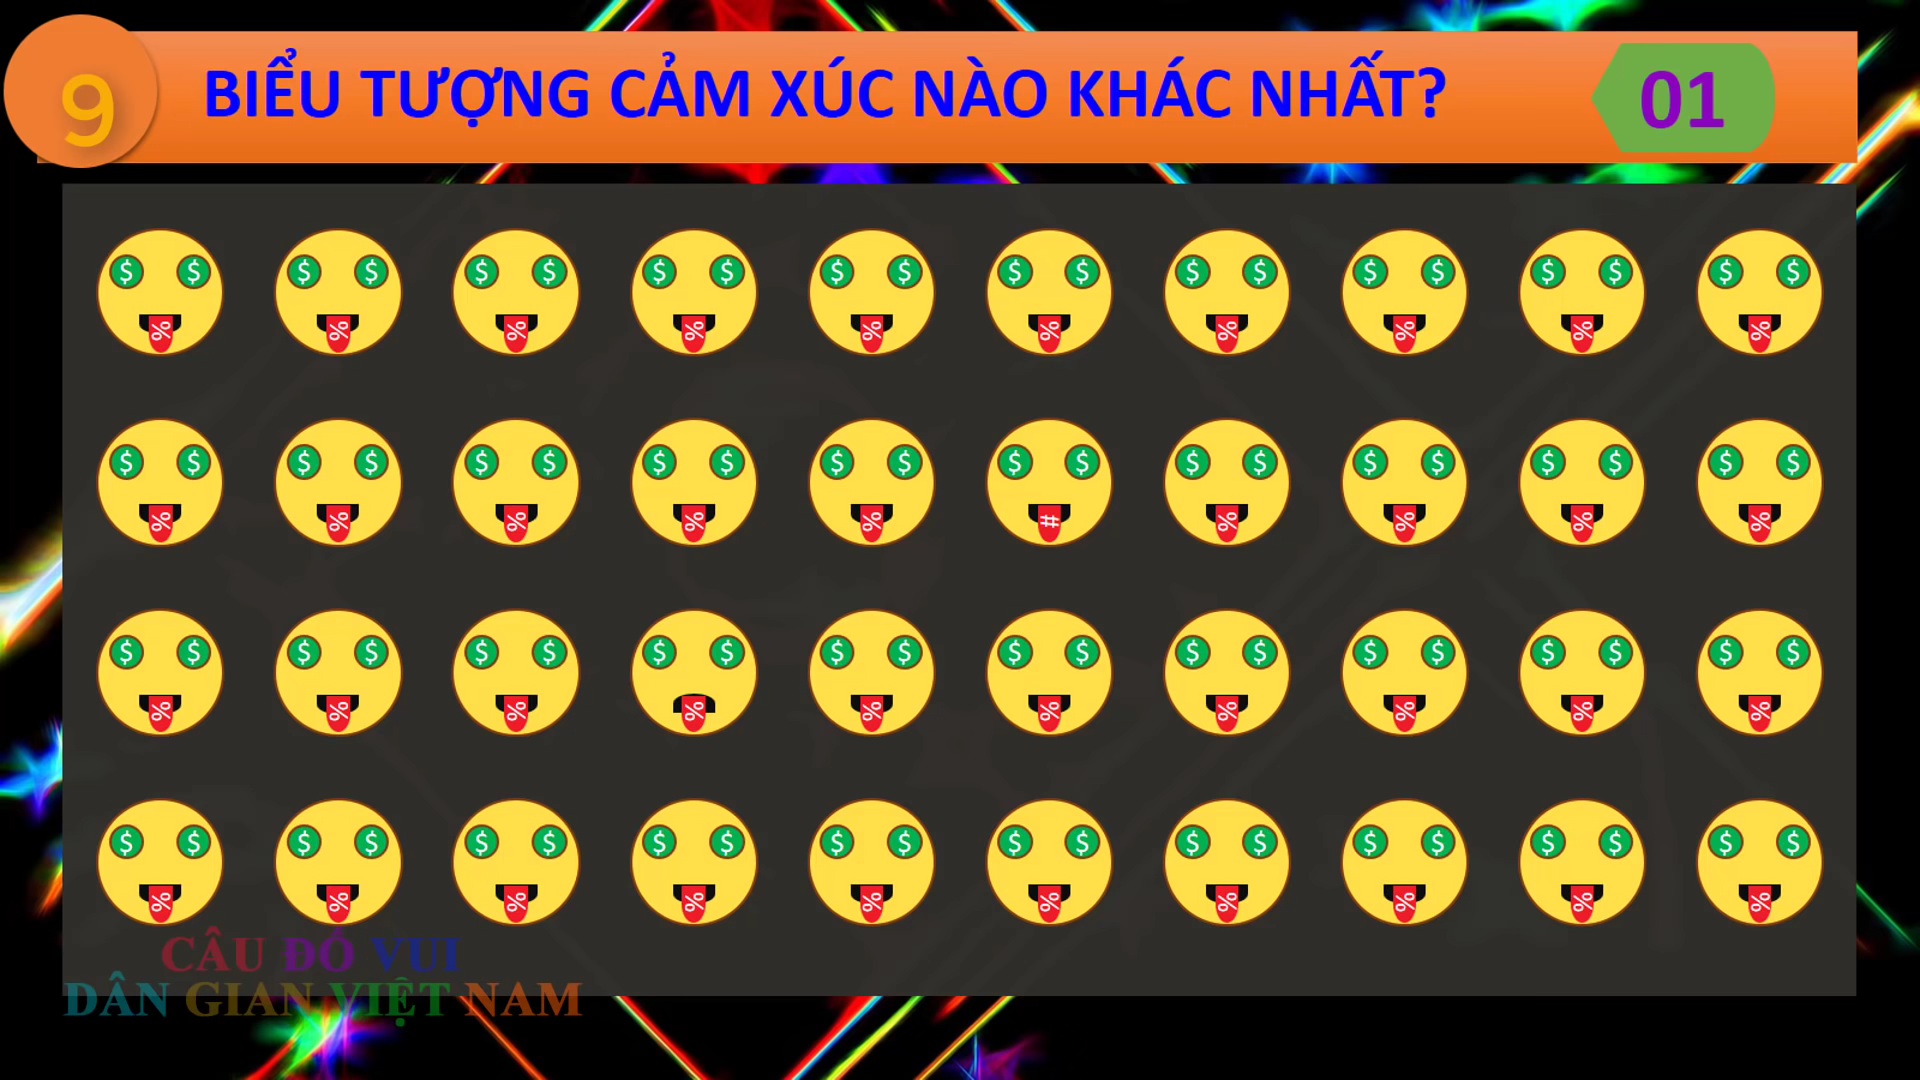 9
BIỂU TƯỢNG CẢM XÚC NÀO KHÁC NHẤT?
01
$ $ $ $ $ $ $ $ $ $ $ $ $ $ $ $ $ $ $ $
% % % % % % % % % %
$ $ $ $ $ $ $ $ $ $ $ $ $ $ $ $ $ $ $ $
% % % % % # % % % %
$ $ $ $ $ $ $ $ $ $ $ $ $ $ $ $ $ $ $ $
% % % % % % % % % %
$ $ $ $ $ $ $ $ $ $ $ $ $ $ $ $ $ $ $ $
% % % % % % % % % %
CÂU ĐỐ VUI
DÂN GIAN VIỆT NAM